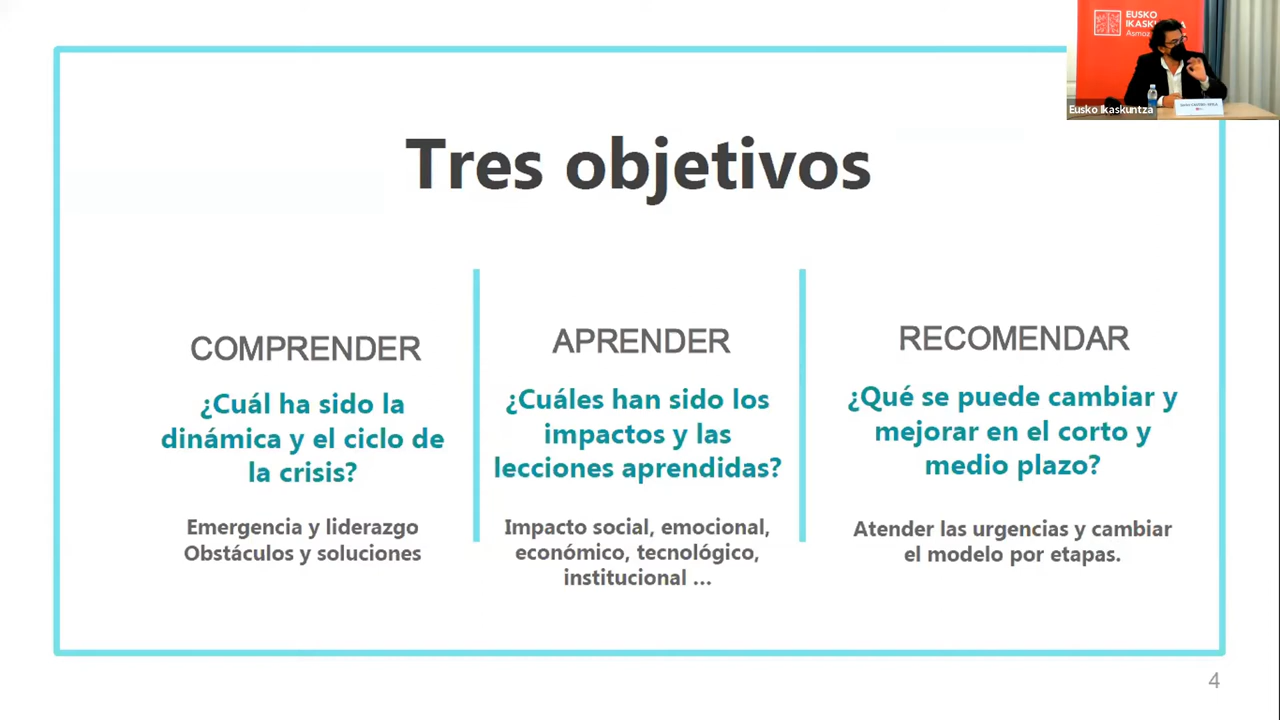 EUSKO
IKASKUNTZA
Eusko Ikaskuntza
Tres objetivos
COMPRENDER
¿Cuál ha sido la
dinámica y el ciclo de
la crisis?
Emergencia y liderazgo
Obstáculos y soluciones
APRENDER
¿Cuáles han sido los
impactos y las
lecciones aprendidas?
Impacto social, emocional,
económico, tecnológico,
institucional ...
RECOMENDAR
¿Qué se puede cambiar y
mejorar en el corto y
medio plazo?
Atender las urgencias y cambiar
el modelo por etapas.
4